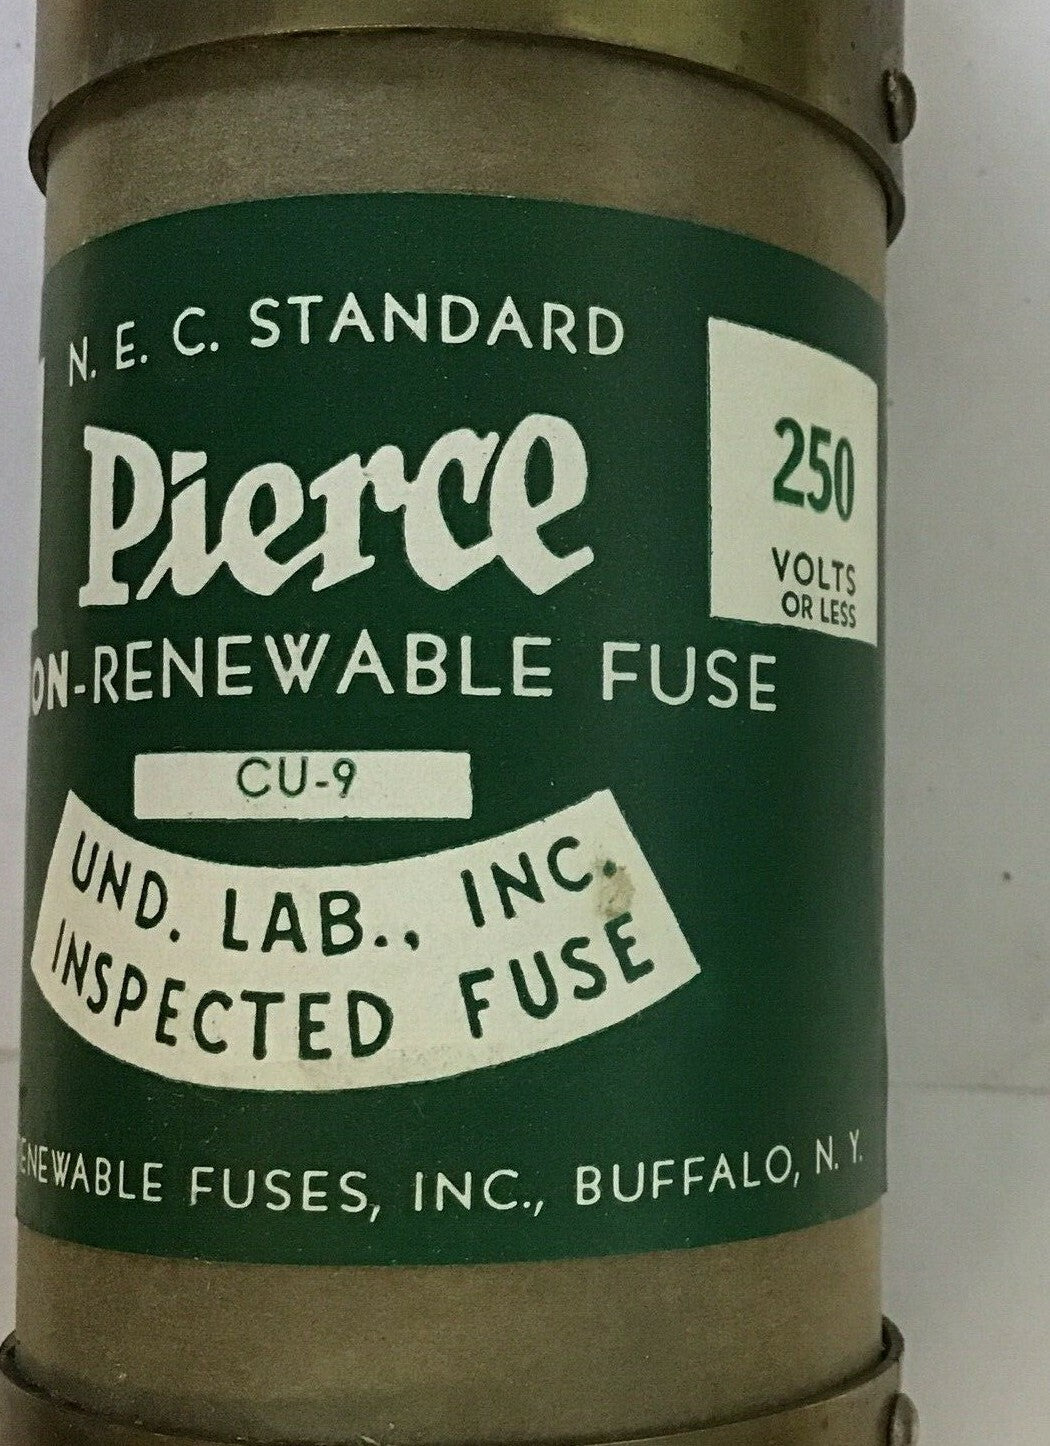 N. E. C. STANDARD
Pierce
ON-RENEWABLE FUSE
250
VOLTS
OR LESS
CU-9
UND. LAB., INC.
INSPECTED FUSE
ENEWABLE FUSES, INC., BUFFALO, N. Y.